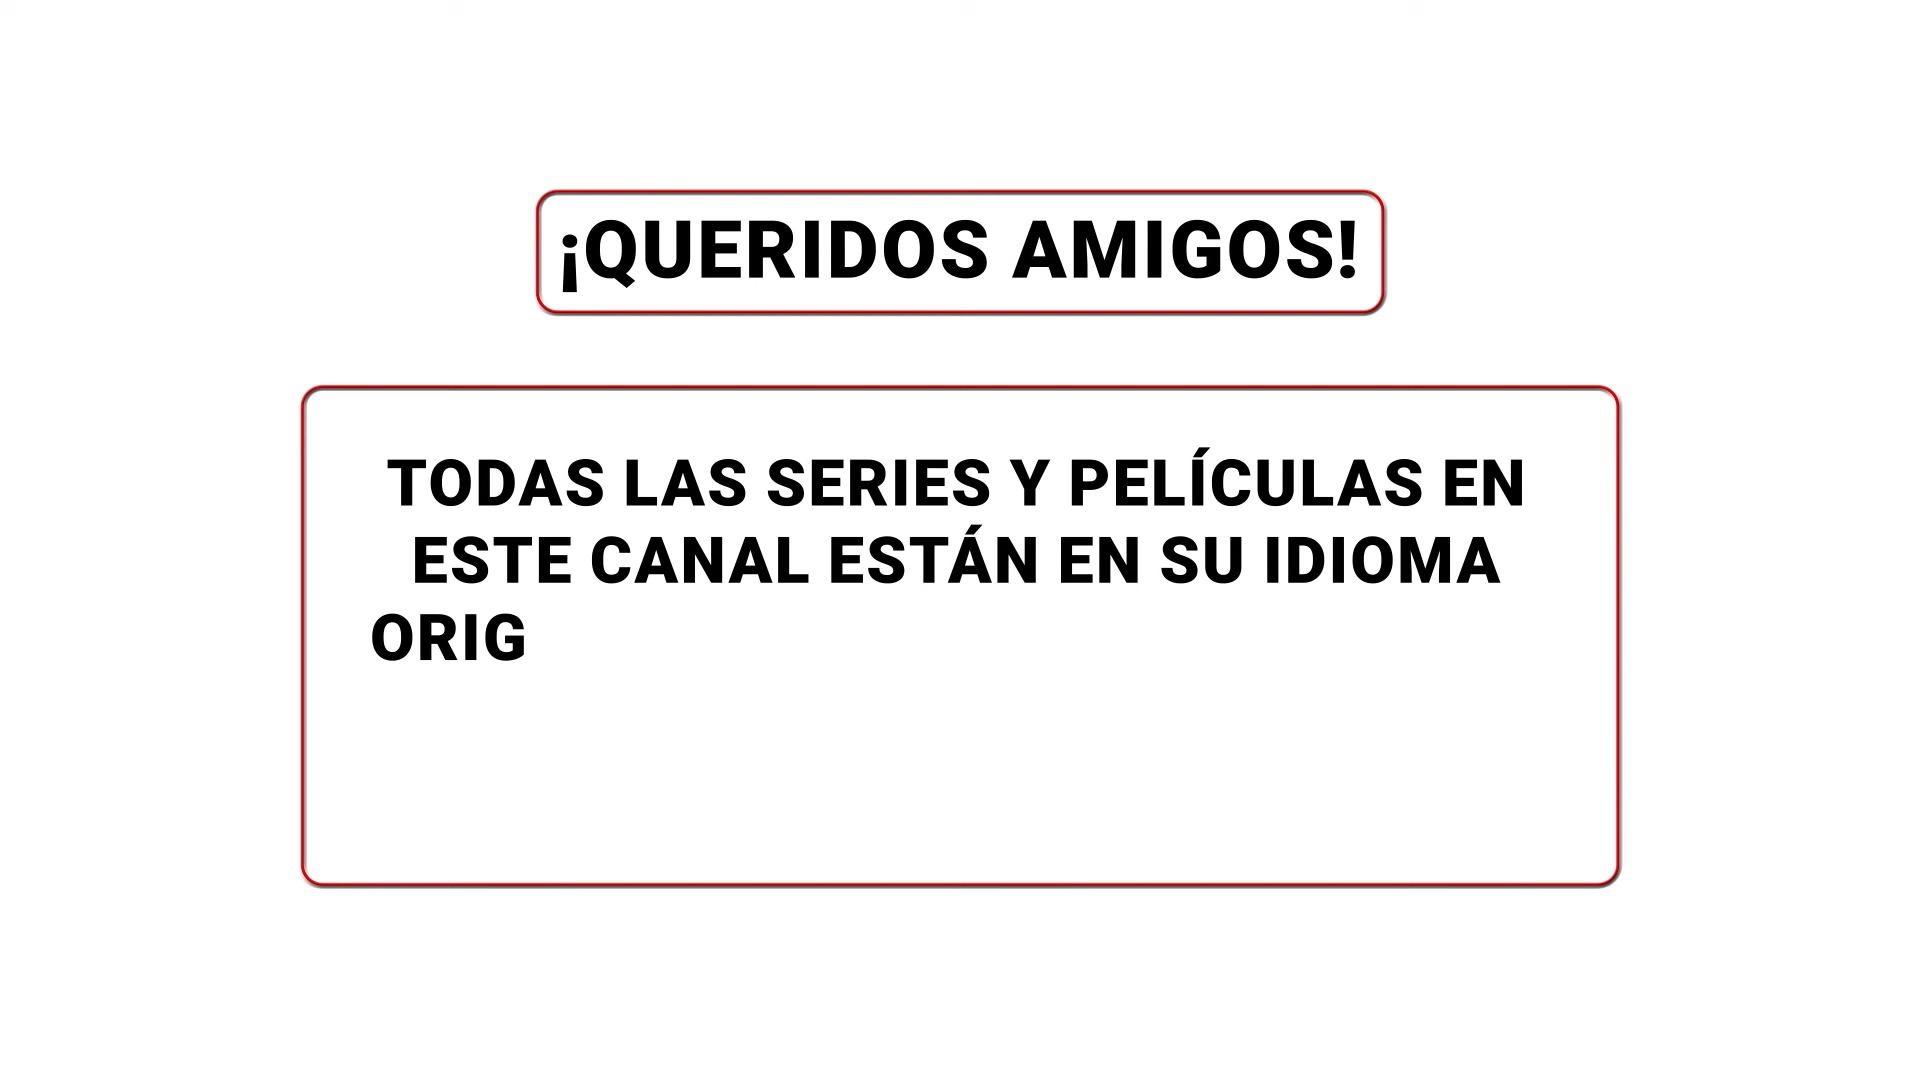 ¡QUERIDOS AMIGOS!
TODAS LAS SERIES Y PELÍCULAS EN
ESTE CANAL ESTÁN EN SU IDIOMA
ORIG